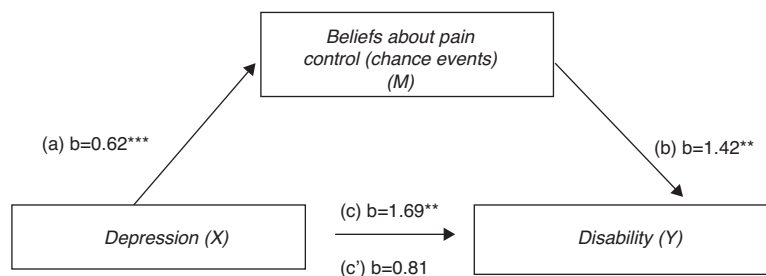 Beliefs about pain
control (chance events)
(M)
(a) b=0.62***
(b) b=1.42**
Depression (X)
(c) b=1.69**
(c') b=0.81
Disability (Y)